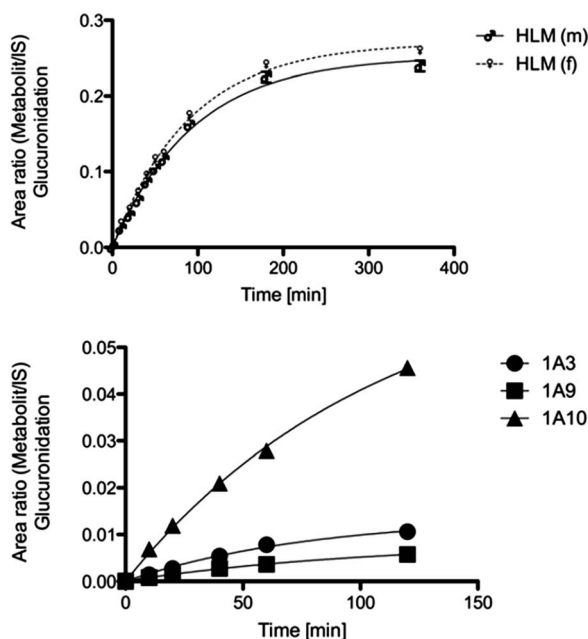 Area ratio (Metabolit/IS)
Glucuronidation
0.3
0.2
0.1
0.0
0
100
200
300
400
Time [min]
HLM (m)
HLM (f)
Area ratio (Metabolit/IS)
Glucuronidation
0.05
0.04
0.03
0.02
0.01
0.00
0
50
100
150
Time [min]
1A3
1A9
1A10